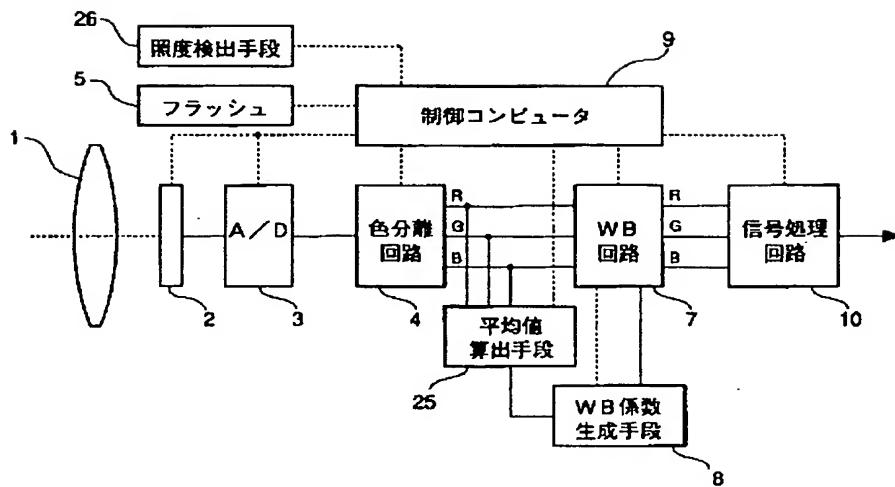 26
照度検出手段
9
5
フラッシュ
制御コンピュータ
1
A/D
色分離
回路
R
G
B
WB
回路
R
G
B
信号処理
回路
2
3
4
平均値
算出手段
7
10
25
WB係数
生成手段
8